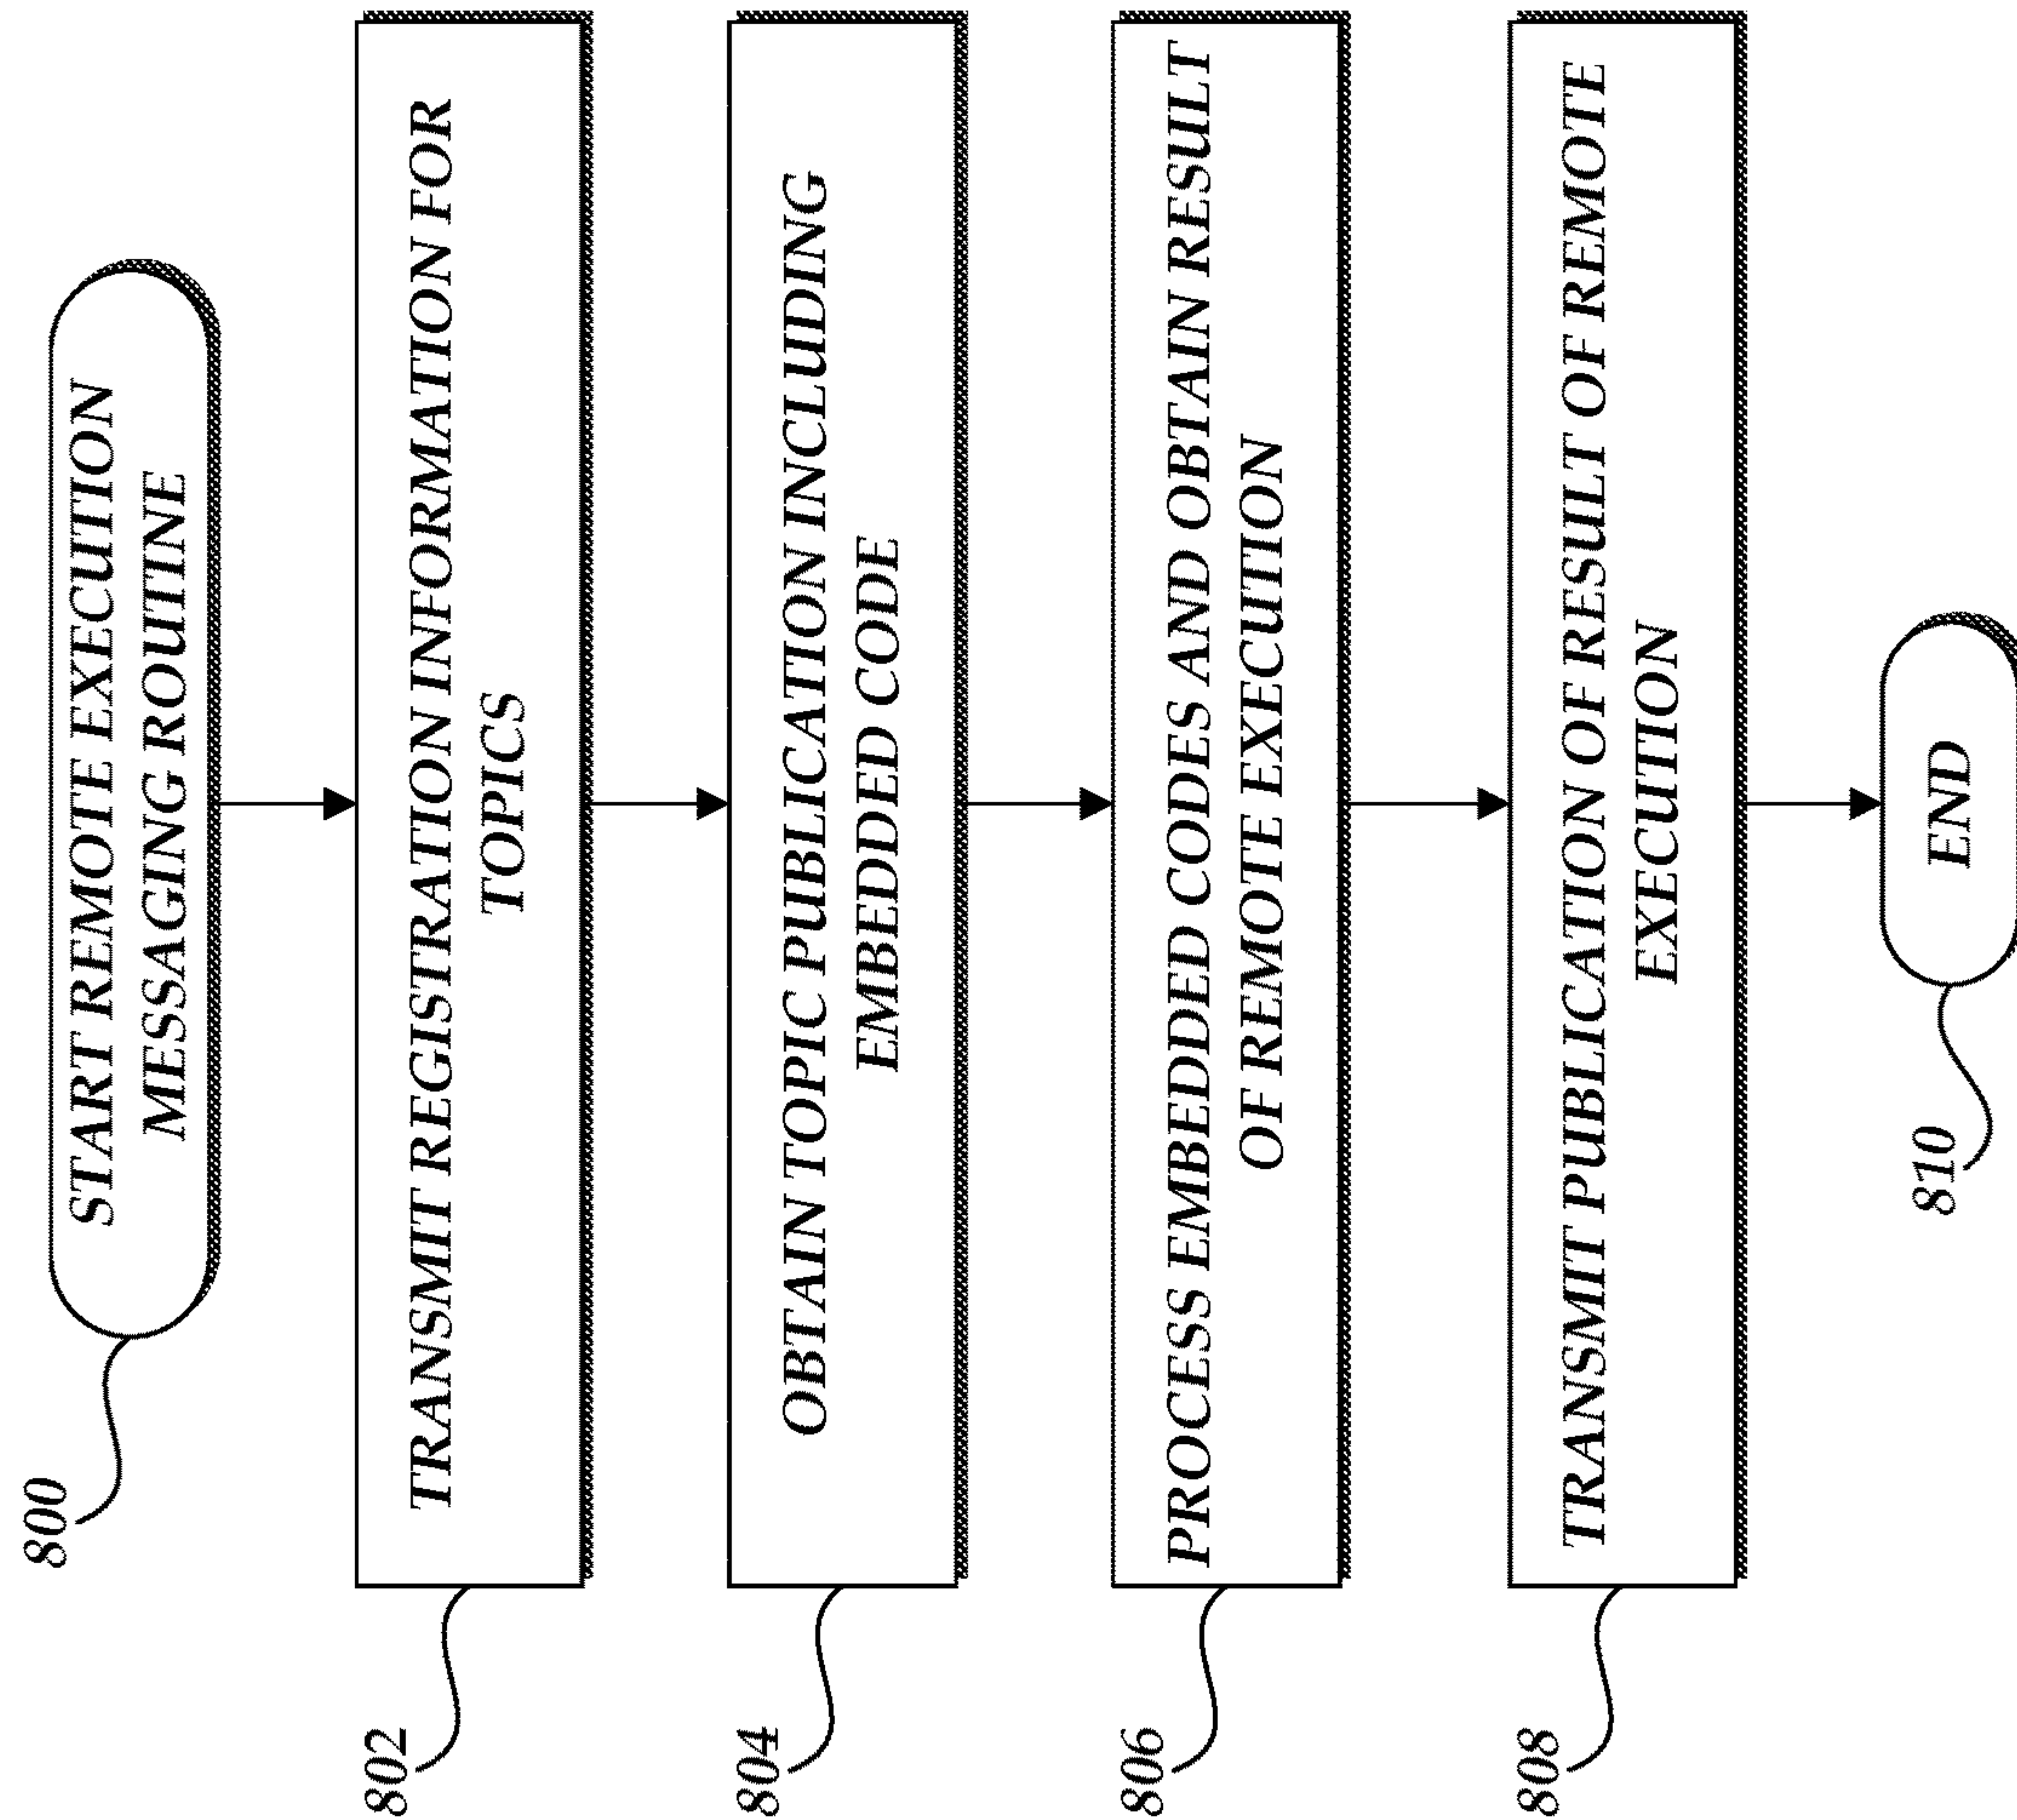 800
START REMOTE EXECUTION
MESSAGING ROUTINE
802
TRANSMIT REGISTRATION INFORMATION FOR
TOPICS
804
OBTAIN TOPIC PUBLICATION INCLUDING
EMBEDDED CODE
806
PROCESS EMBEDDED CODES AND OBTAIN RESULT
OF REMOTE EXECUTION
808
TRANSMIT PUBLICATION OF RESULT OF REMOTE
EXECUTION
810
END